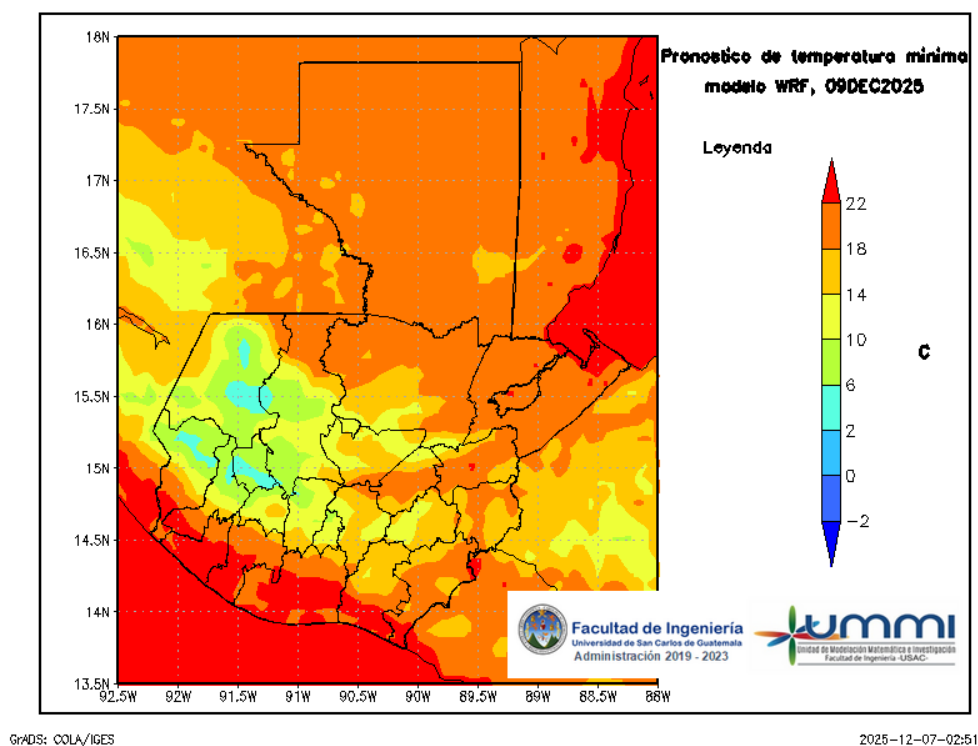 Pronostico de temperatura minima
modelo WRF, 09DEC2025
Leyenda
22
18
14
10
6
2
0
-2
C
18N
17.5N
17N
16.5N
16N
15.5N
15N
14.5N
14N
13.5N
92.5W 92W 91.5W 91W 90.5W 90W 89.5W 89W 88.5W 88W
Facultad de Ingeniería
Universidad de San Carlos de Guatemala
Administración 2019 - 2023
ummi
Unidad de Modelación Matemática e Investigación
Facultad de Ingeniería -USAC-
GrADS: COLA/IGES
2025-12-07-02:51